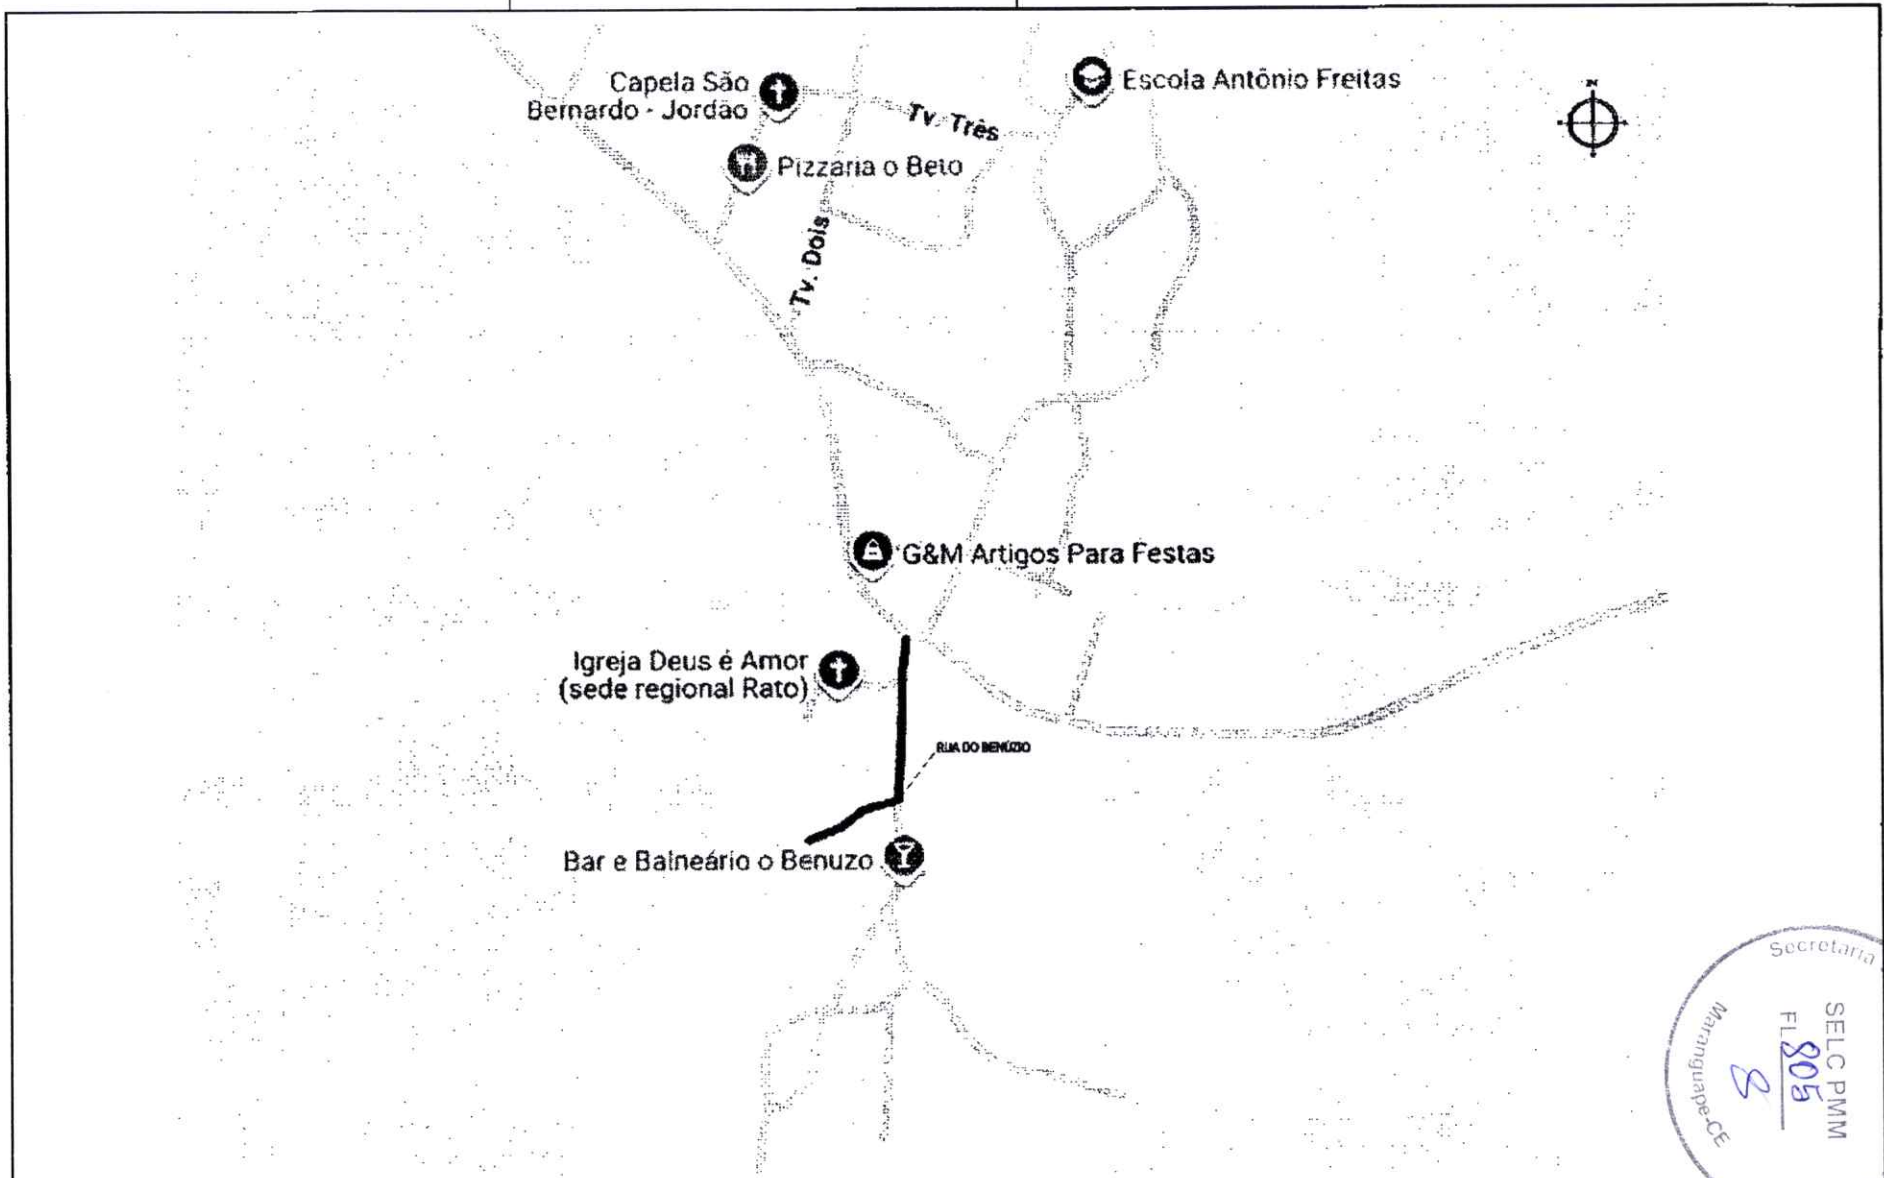 Capela São
Bernardo - Jordão
Escola Antônio Freitas
N
Tv. Três
Pizzaria o Beto
Tv. Dois
G&M Artigos Para Festas
Igreja Deus é Amor
(sede regional Rato)
RUA DO BENÚZIO
Bar e Balneário o Benuzo
Secretaria
Maranguape-CE
SELC PMM
FL 805
8